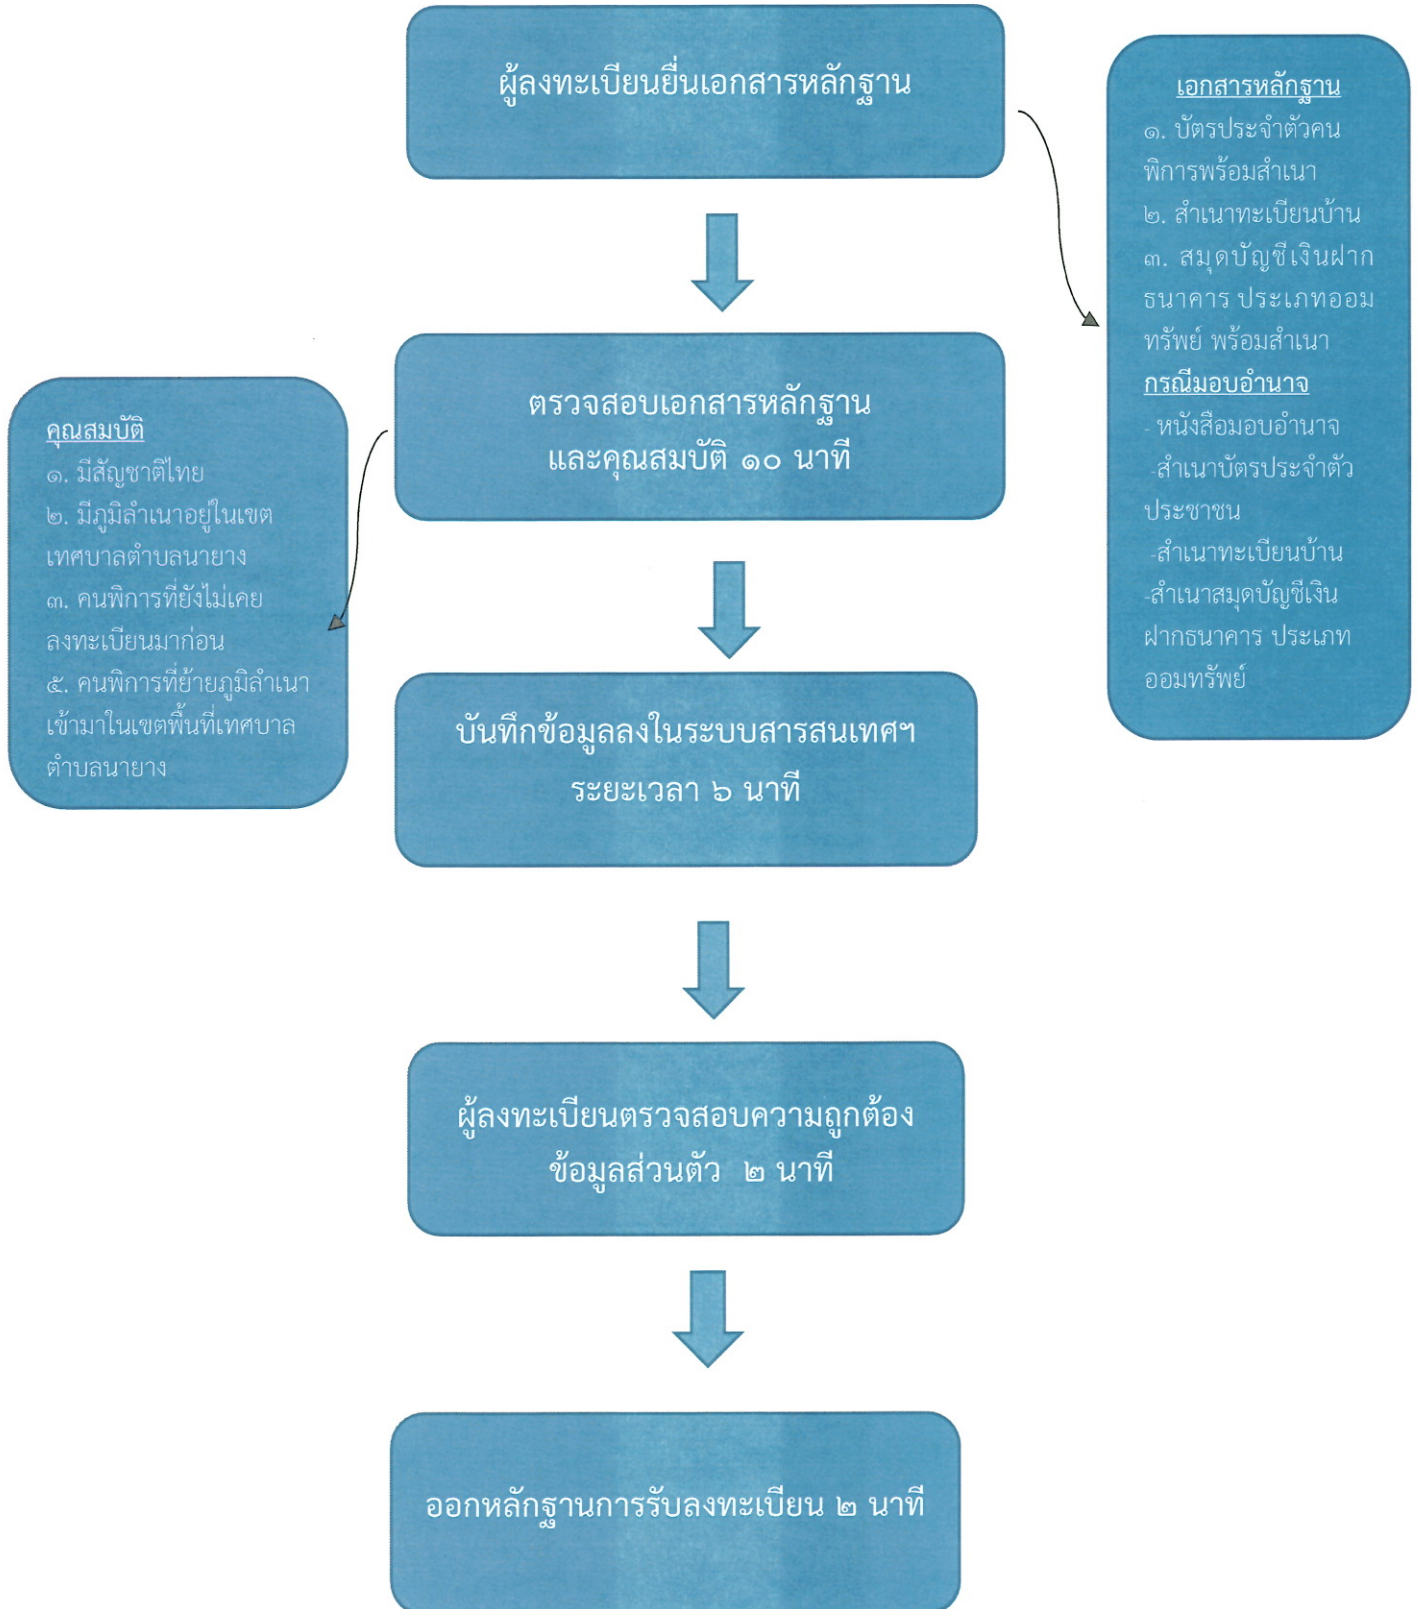 ผู้ลงทะเบียนยื่นเอกสารหลักฐาน
เอกสารหลักฐาน
๑. บัตรประจำตัวคน
พิการพร้อมสำเนา
๒. สำเนาทะเบียนบ้าน
๓. สมุดบัญชีเงินฝาก
ธนาคาร ประเภทออม
ทรัพย์ พร้อมสำเนา
กรณีมอบอำนาจ
- หนังสือมอบอำนาจ
-สำเนาบัตรประจำตัว
ประชาชน
-สำเนาทะเบียนบ้าน
-สำเนาสมุดบัญชีเงิน
ฝากธนาคาร ประเภท
ออมทรัพย์
ตรวจสอบเอกสารหลักฐาน
และคุณสมบัติ ๑๐ นาที
คุณสมบัติ
๑. มีสัญชาติไทย
๒. มีภูมิลำเนาอยู่ในเขต
เทศบาลตำบลนายาง
๓. คนพิการที่ยังไม่เคย
ลงทะเบียนมาก่อน
๕. คนพิการที่ย้ายภูมิลำเนา
เข้ามาในเขตพื้นที่เทศบาล
ตำบลนายาง
บันทึกข้อมูลลงในระบบสารสนเทศฯ
ระยะเวลา ๖ นาที
ผู้ลงทะเบียนตรวจสอบความถูกต้อง
ข้อมูลส่วนตัว ๒ นาที
ออกหลักฐานการรับลงทะเบียน ๒ นาที